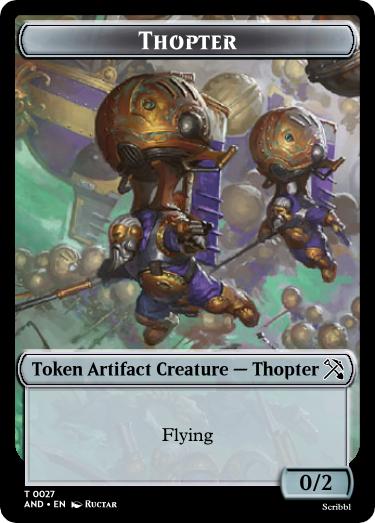 Thopter
Token Artifact Creature — Thopter
Flying
0/2
T 0027
AND • EN Ructar
Scribbl